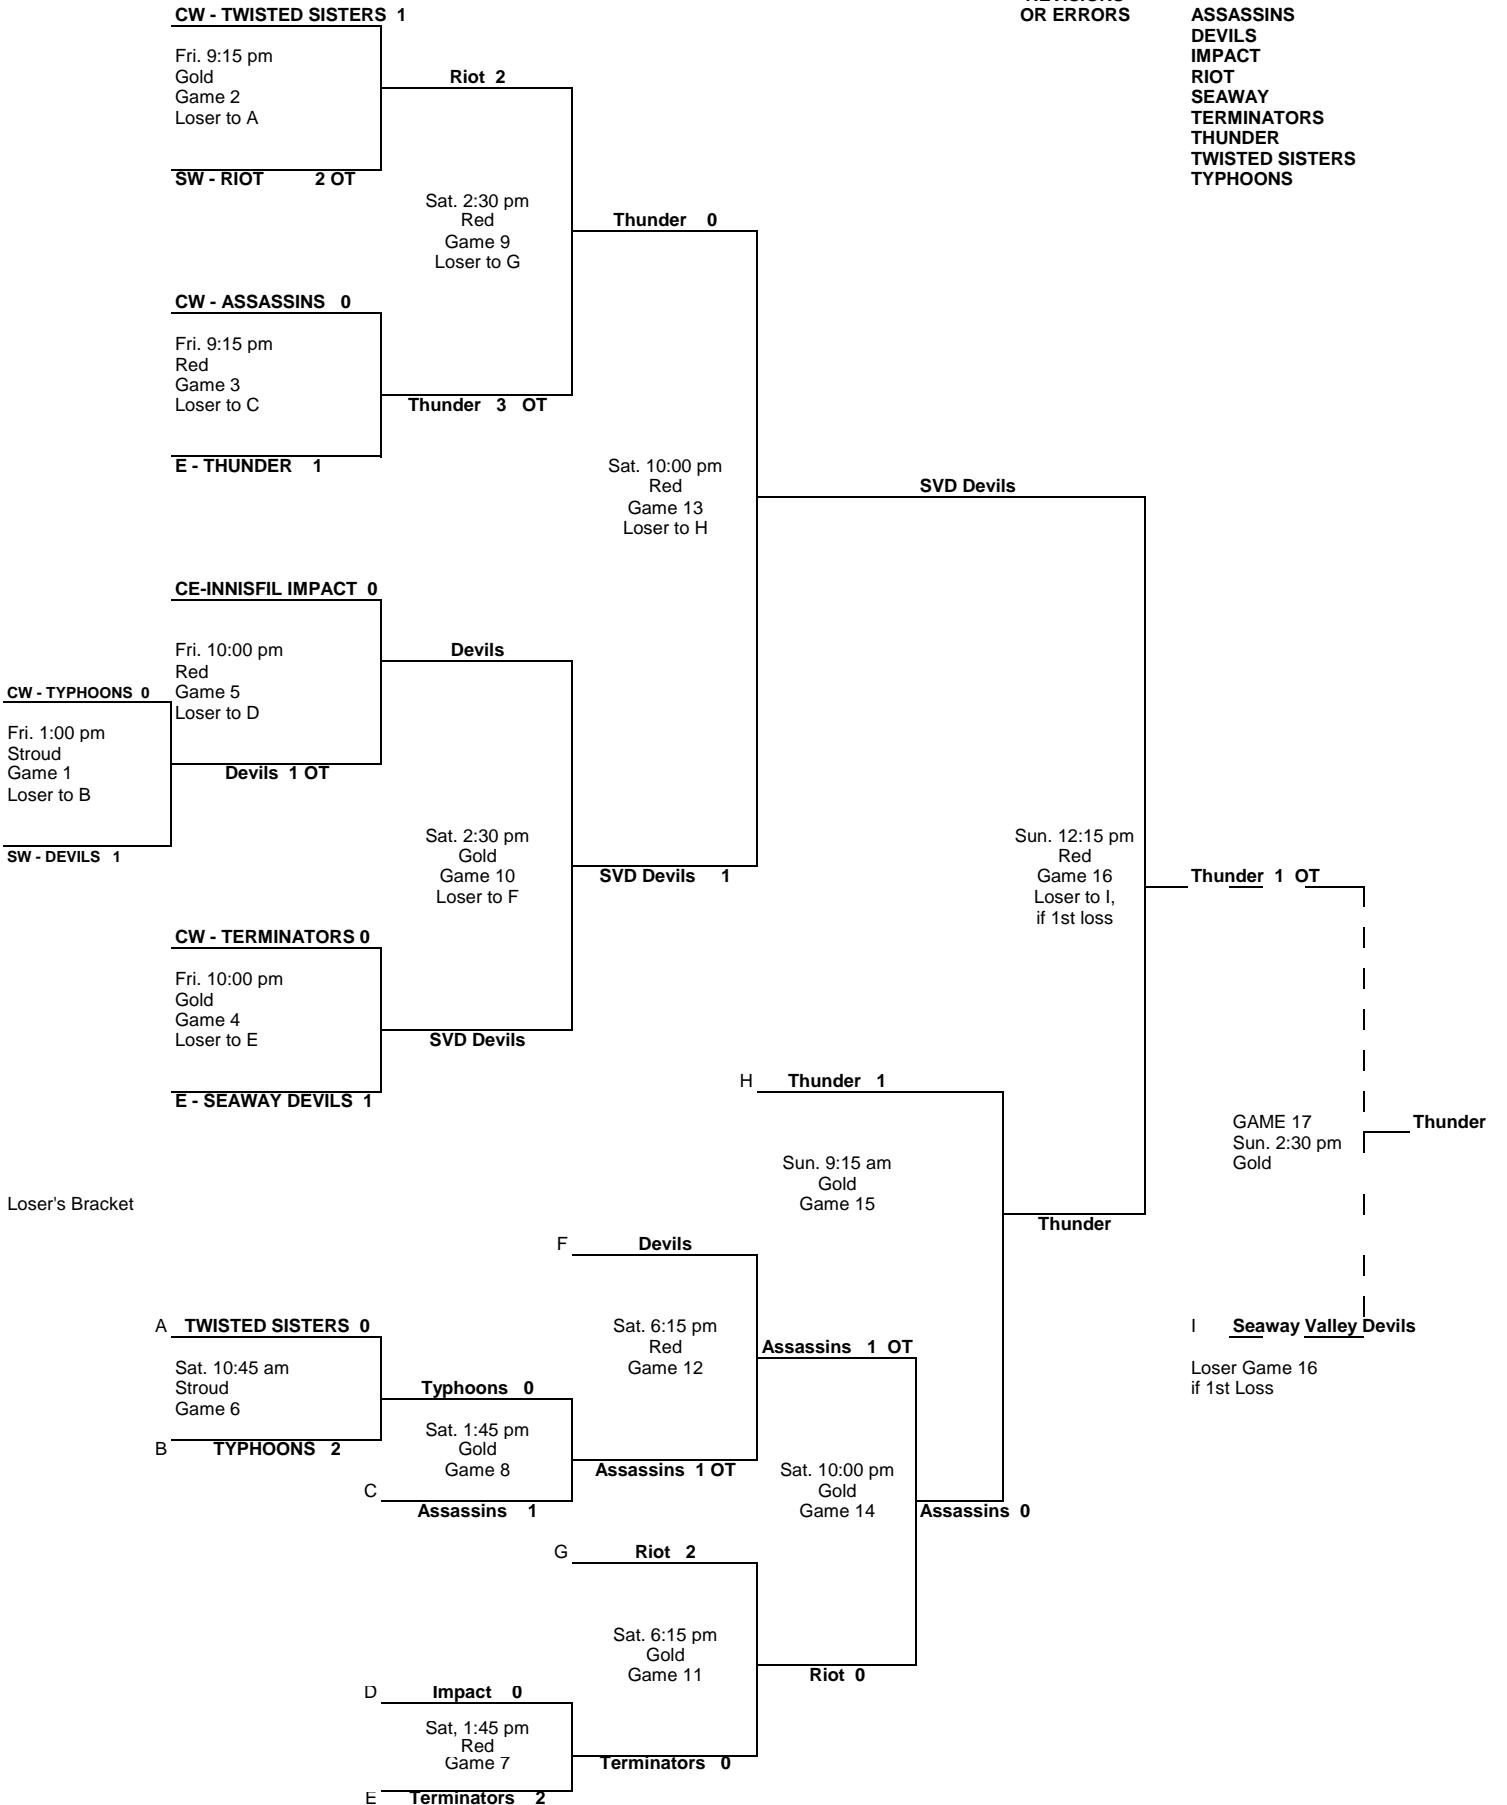 OR ERRORS
ASSASSINS
DEVILS
IMPACT
RIOT
SEAWAY
TERMINATORS
THUNDER
TWISTED SISTERS
TYPHOONS
CW - TWISTED SISTERS 1
Fri. 9:15 pm
Gold
Game 2
Loser to A
SW - RIOT 2 OT
Riot 2
Sat. 2:30 pm
Red
Game 9
Loser to G
Thunder 0
CW - ASSASSINS 0
Fri. 9:15 pm
Red
Game 3
Loser to C
E - THUNDER 1
Thunder 3 OT
Sat. 10:00 pm
Red
Game 13
Loser to H
SVD Devils
CE-INNISFIL IMPACT 0
Fri. 10:00 pm
Red
Game 5
Loser to D
Devils
CW - TYPHOONS 0
Fri. 1:00 pm
Stroud
Game 1
Loser to B
SW - DEVILS 1
Devils 1 OT
Sat. 2:30 pm
Gold
Game 10
Loser to F
SVD Devils 1
CW - TERMINATORS 0
Fri. 10:00 pm
Gold
Game 4
Loser to E
E - SEAWAY DEVILS 1
SVD Devils
Sun. 12:15 pm
Red
Game 16
Loser to I,
if 1st loss
Thunder 1 OT
H Thunder 1
Sun. 9:15 am
Gold
Game 15
Thunder
GAME 17
Sun. 2:30 pm
Gold
Thunder
Loser's Bracket
F Devils
A TWISTED SISTERS 0
Sat. 10:45 am
Stroud
Game 6
B TYPHOONS 2
Typhoons 0
Sat. 1:45 pm
Gold
Game 8
C
Assassins 1
Sat. 6:15 pm
Red
Game 12
Assassins 1 OT
Assassins 1 OT
Sat. 10:00 pm
Gold
Game 14
Assassins 0
I Seaway Valley Devils
Loser Game 16
if 1st Loss
G Riot 2
Sat. 6:15 pm
Gold
Game 11
Riot 0
D Impact 0
Sat, 1:45 pm
Red
Game 7
Terminators 0
E Terminators 2